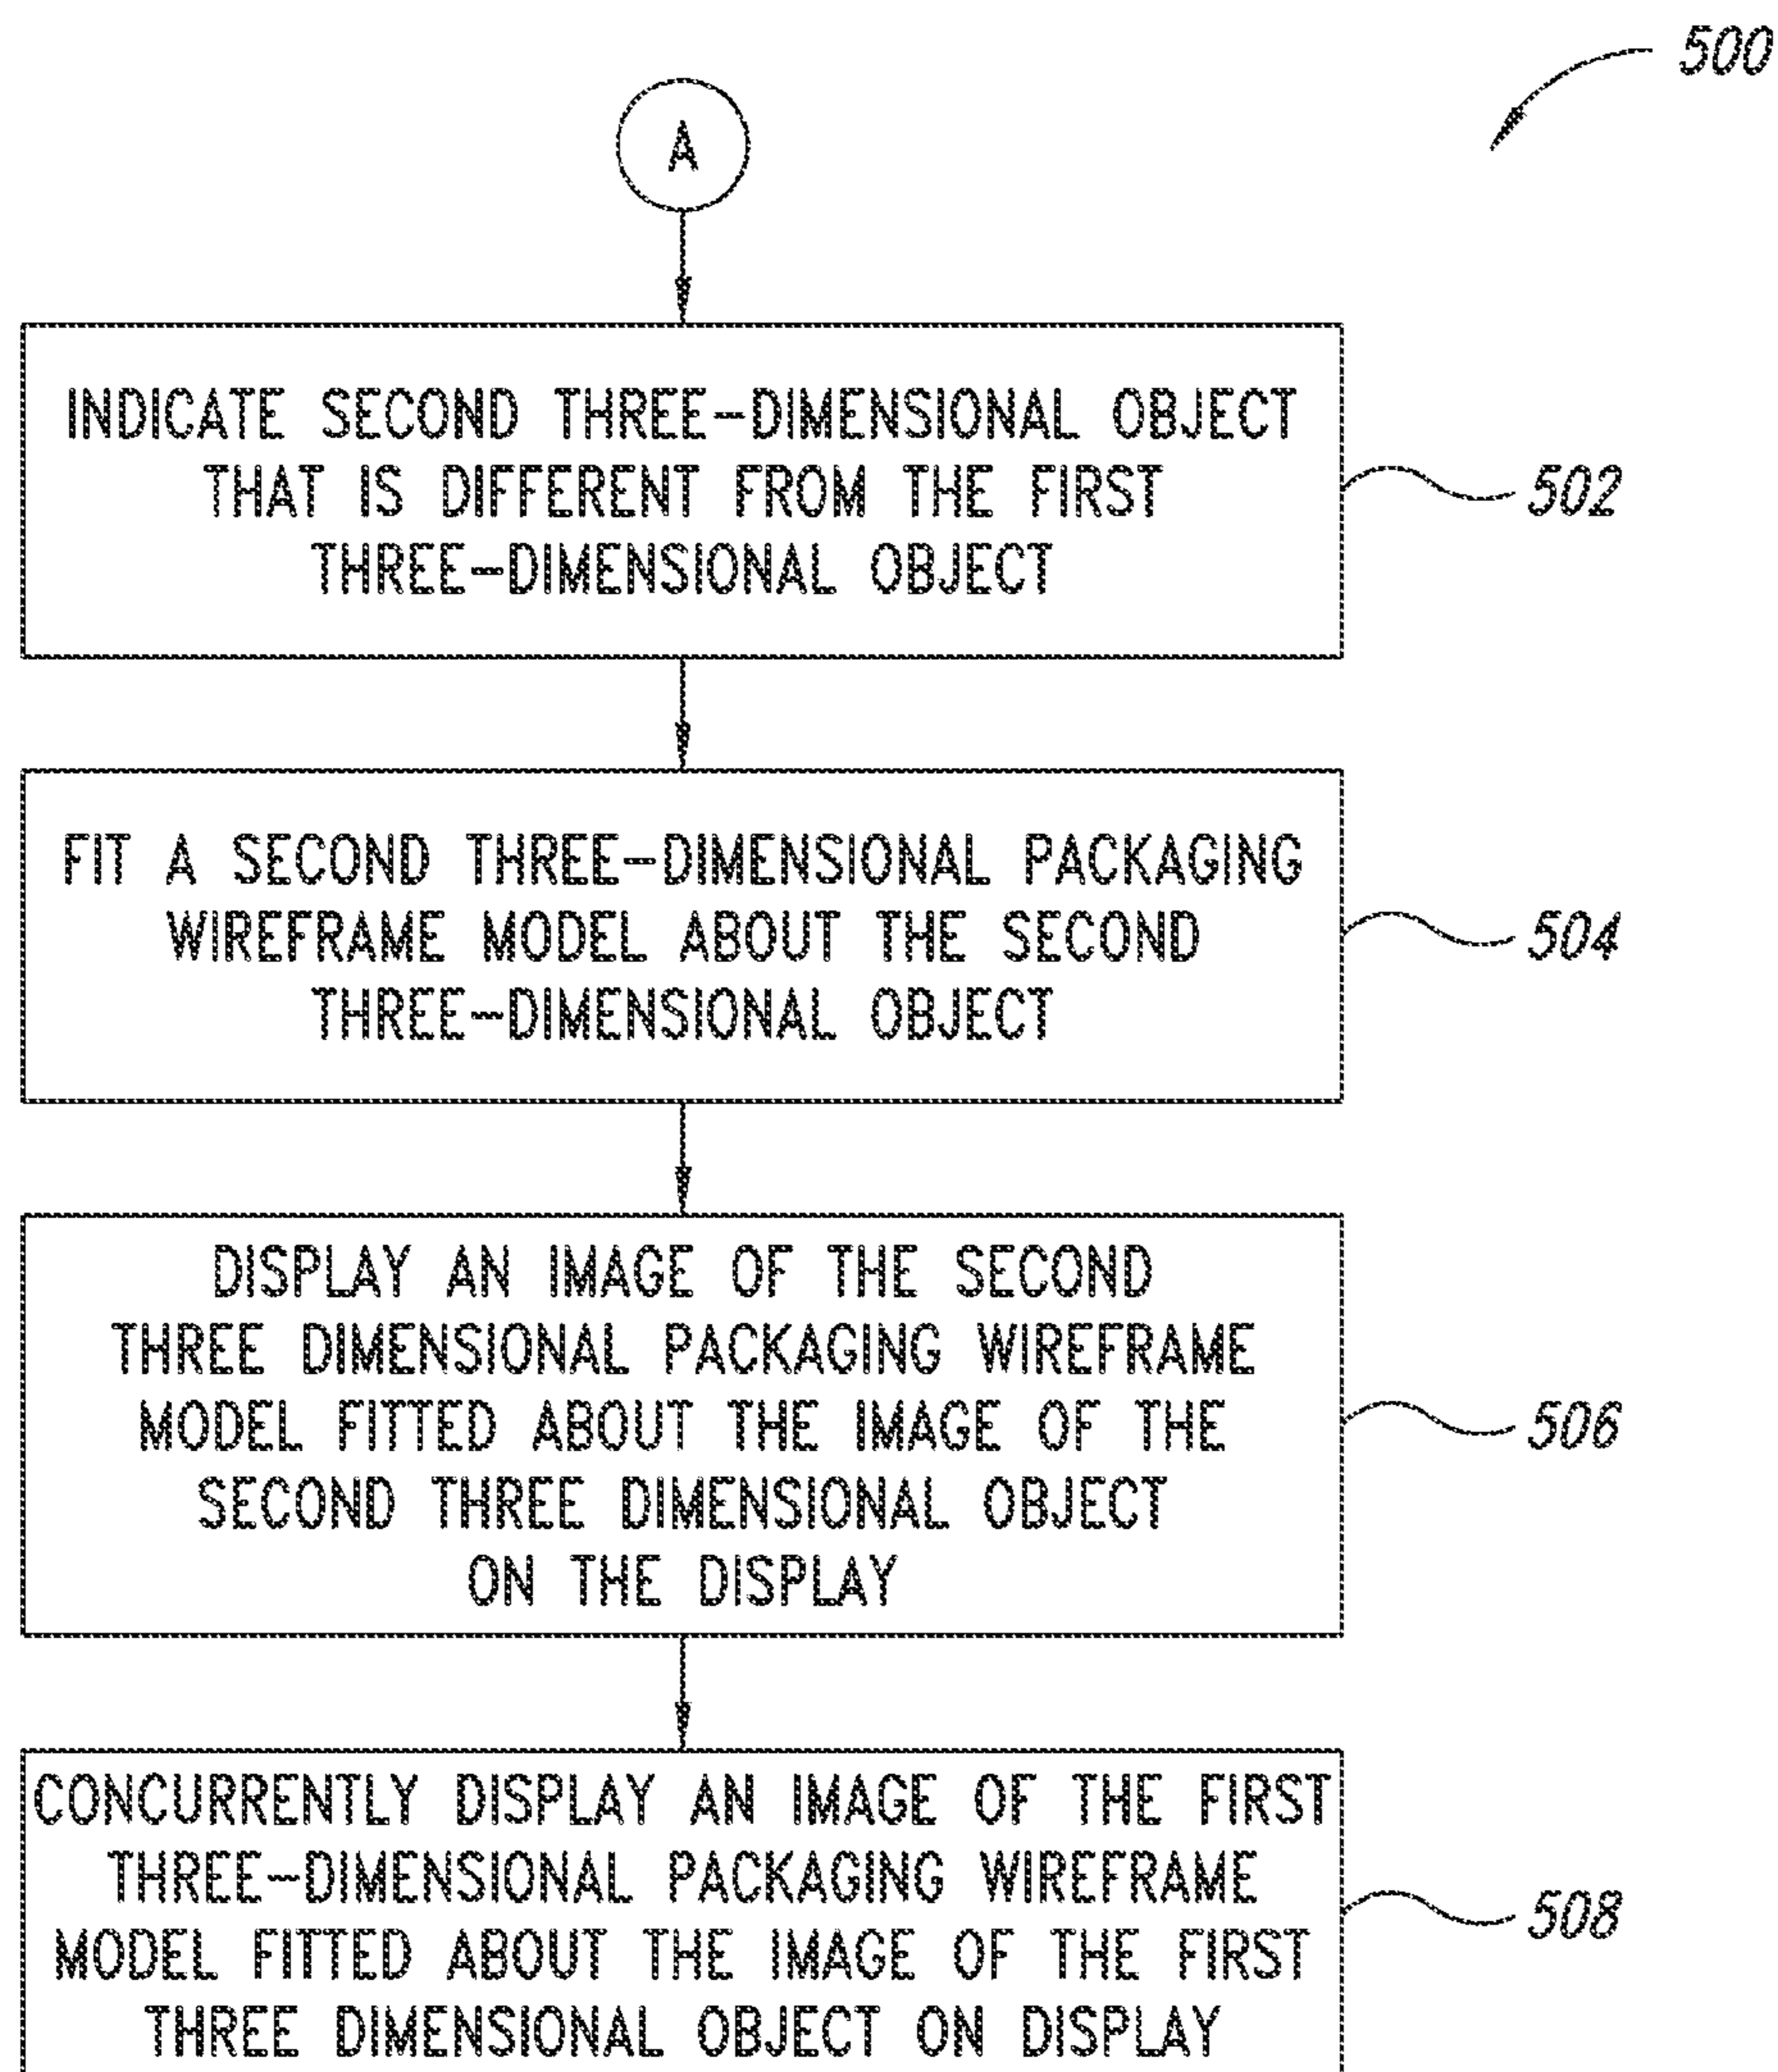 500
A
INDICATE SECOND THREE-DIMENSIONAL OBJECT
THAT IS DIFFERENT FROM THE FIRST
THREE-DIMENSIONAL OBJECT
502
FIT A SECOND THREE-DIMENSIONAL PACKAGING
WIREFRAME MODEL ABOUT THE SECOND
THREE-DIMENSIONAL OBJECT
504
DISPLAY AN IMAGE OF THE SECOND
THREE DIMENSIONAL PACKAGING WIREFRAME
MODEL FITTED ABOUT THE IMAGE OF THE
SECOND THREE DIMENSIONAL OBJECT
ON THE DISPLAY
506
CONCURRENTLY DISPLAY AN IMAGE OF THE FIRST
THREE-DIMENSIONAL PACKAGING WIREFRAME
MODEL FITTED ABOUT THE IMAGE OF THE FIRST
THREE DIMENSIONAL OBJECT ON DISPLAY
508